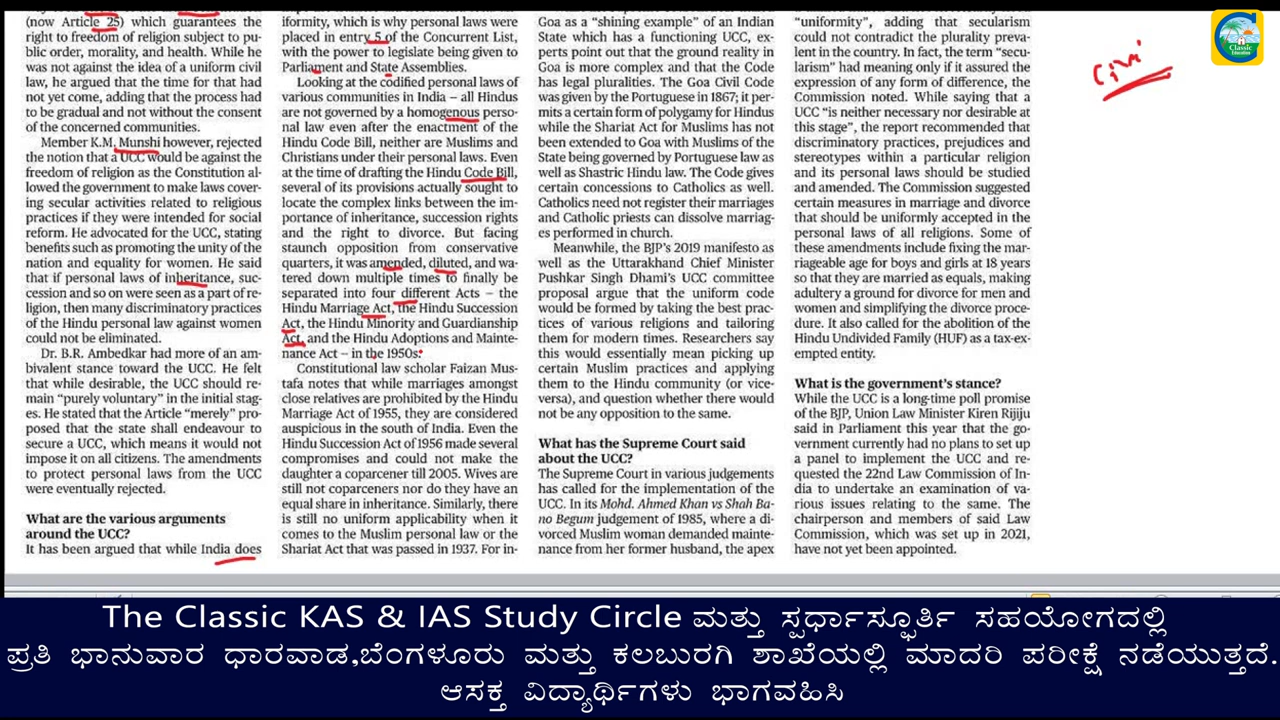 (now Article 25) which guarantees the
right to freedom of religion subject to pu-
blic order, morality, and health. While he
was not against the idea of a uniform civil
law, he argued that the time for that had
not yet come, adding that the process had
to be gradual and not without the consent
of the concerned communities.
Member K.M. Munshi however, rejected
the notion that a UCC would be against the
freedom of religion as the Constitution al-
lowed the government to make laws cover-
ing secular activities related to religious
practices if they were intended for social
reform. He advocated for the UCC, stating
benefits such as promoting the unity of the
nation and equality for women. He said
that if personal laws of inheritance, suc-
cession and so on were seen as a part of re-
ligion, then many discriminatory practices
of the Hindu personal law against women
could not be eliminated.
Dr. B.R. Ambedkar had more of an am-
bivalent stance toward the UCC. He felt
that while desirable, the UCC should re-
main “purely voluntary” in the initial stag-
es. He stated that the Article “merely” pro-
posed that the state shall endeavour to
secure a UCC, which means it would not
impose it on all citizens. The amendments
to protect personal laws from the UCC
were eventually rejected.
What are the various arguments
around the UCC?
It has been argued that while India does
iformity, which is why personal laws were
placed in entry 5 of the Concurrent List,
with the power to legislate being given to
Parliament and State Assemblies.
Looking at the codified personal laws of
various communities in India – all Hindus
are not governed by a homogenous perso-
nal law even after the enactment of the
Hindu Code Bill, neither are Muslims and
Christians under their personal laws. Even
at the time of drafting the Hindu Code Bill,
several of its provisions actually sought to
locate the complex links between the im-
portance of inheritance, succession rights
and the right to divorce. But facing
staunch opposition from conservative
quarters, it was amended, diluted, and wa-
tered down multiple times to finally be
separated into four different Acts – the
Hindu Marriage Act, the Hindu Succession
Act, the Hindu Minority and Guardianship
Act, and the Hindu Adoptions and Mainte-
nance Act – in the 1950s.
Constitutional law scholar Faizan Mus-
tafa notes that while marriages amongst
close relatives are prohibited by the Hindu
Marriage Act of 1955, they are considered
auspicious in the south of India. Even the
Hindu Succession Act of 1956 made several
compromises and could not make the
daughter a coparcener till 2005. Wives are
still not coparceners nor do they have an
equal share in inheritance. Similarly, there
is still no uniform applicability when it
comes to the Muslim personal law or the
Shariat Act that was passed in 1937. For in-
Goa as a “shining example” of an Indian
State which has a functioning UCC, ex-
perts point out that the ground reality in
Goa is more complex and that the Code
has legal pluralities. The Goa Civil Code
was given by the Portuguese in 1867; it per-
mits a certain form of polygamy for Hindus
while the Shariat Act for Muslims has not
been extended to Goa with Muslims of the
State being governed by Portuguese law as
well as Shastric Hindu law. The Code gives
certain concessions to Catholics as well.
Catholics need not register their marriages
and Catholic priests can dissolve marriag-
es performed in church.
Meanwhile, the BJP’s 2019 manifesto as
well as the Uttarakhand Chief Minister
Pushkar Singh Dhami’s UCC committee
proposal argue that the uniform code
would be formed by taking the best prac-
tices of various religions and tailoring
them for modern times. Researchers say
this would essentially mean picking up
certain Muslim practices and applying
them to the Hindu community (or vice-
versa), and question whether there would
not be any opposition to the same.
What has the Supreme Court said
about the UCC?
The Supreme Court in various judgements
has called for the implementation of the
UCC. In its Mohd. Ahmed Khan vs Shah Ba-
no Begum judgement of 1985, where a di-
vorced Muslim woman demanded mainte-
nance from her former husband, the apex
“uniformity”, adding that secularism
could not contradict the plurality preva-
lent in the country. In fact, the term “secu-
larism” had meaning only if it assured the
expression of any form of difference, the
Commission noted. While saying that a
UCC “is neither necessary nor desirable at
this stage”, the report recommended that
discriminatory practices, prejudices and
stereotypes within a particular religion
and its personal laws should be studied
and amended. The Commission suggested
certain measures in marriage and divorce
that should be uniformly accepted in the
personal laws of all religions. Some of
these amendments include fixing the mar-
riageable age for boys and girls at 18 years
so that they are married as equals, making
adultery a ground for divorce for men and
women and simplifying the divorce proce-
dure. It also called for the abolition of the
Hindu Undivided Family (HUF) as a tax-ex-
empted entity.
What is the government’s stance?
While the UCC is a long-time poll promise
of the BJP, Union Law Minister Kiren Rijiju
said in Parliament this year that the go-
vernment currently had no plans to set up
a panel to implement the UCC and re-
quested the 22nd Law Commission of In-
dia to undertake an examination of va-
rious issues relating to the same. The
chairperson and members of said Law
Commission, which was set up in 2021,
have not yet been appointed.
Civi
Classic
Education
The Classic KAS & IAS Study Circle ಮತ್ತು ಸ್ಪರ್ಧಾಸ್ಫೂರ್ತಿ ಸಹಯೋಗದಲ್ಲಿ
ಪ್ರತಿ ಭಾನುವಾರ ಧಾರವಾಡ,ಬೆಂಗಳೂರು ಮತ್ತು ಕಲಬುರಗಿ ಶಾಖೆಯಲ್ಲಿ ಮಾದರಿ ಪರೀಕ್ಷೆ ನಡೆಯುತ್ತದೆ.
ಆಸಕ್ತ ವಿದ್ಯಾರ್ಥಿಗಳು ಭಾಗವಹಿಸಿ